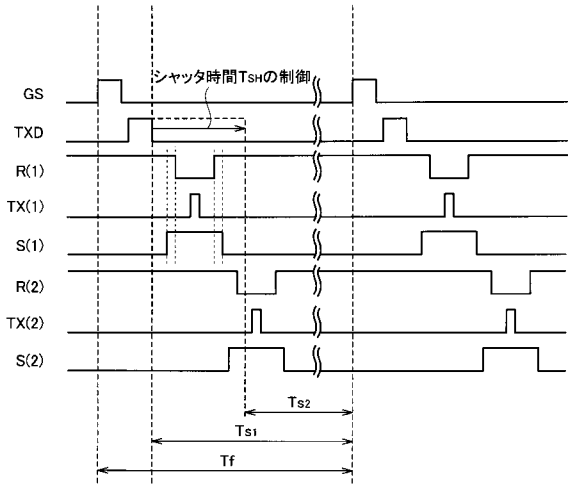 シャッタ時間TSHの制御
GS
TXD
R(1)
TX(1)
S(1)
R(2)
TX(2)
S(2)
TS2
TS1
Tf